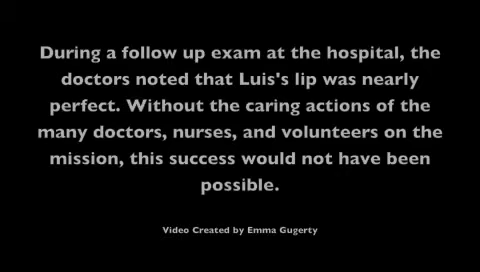 During a follow up exam at the hospital, the
doctors noted that Luis's lip was nearly
perfect. Without the caring actions of the
many doctors, nurses, and volunteers on the
mission, this success would not have been
possible.
Video Created by Emma Gugerty